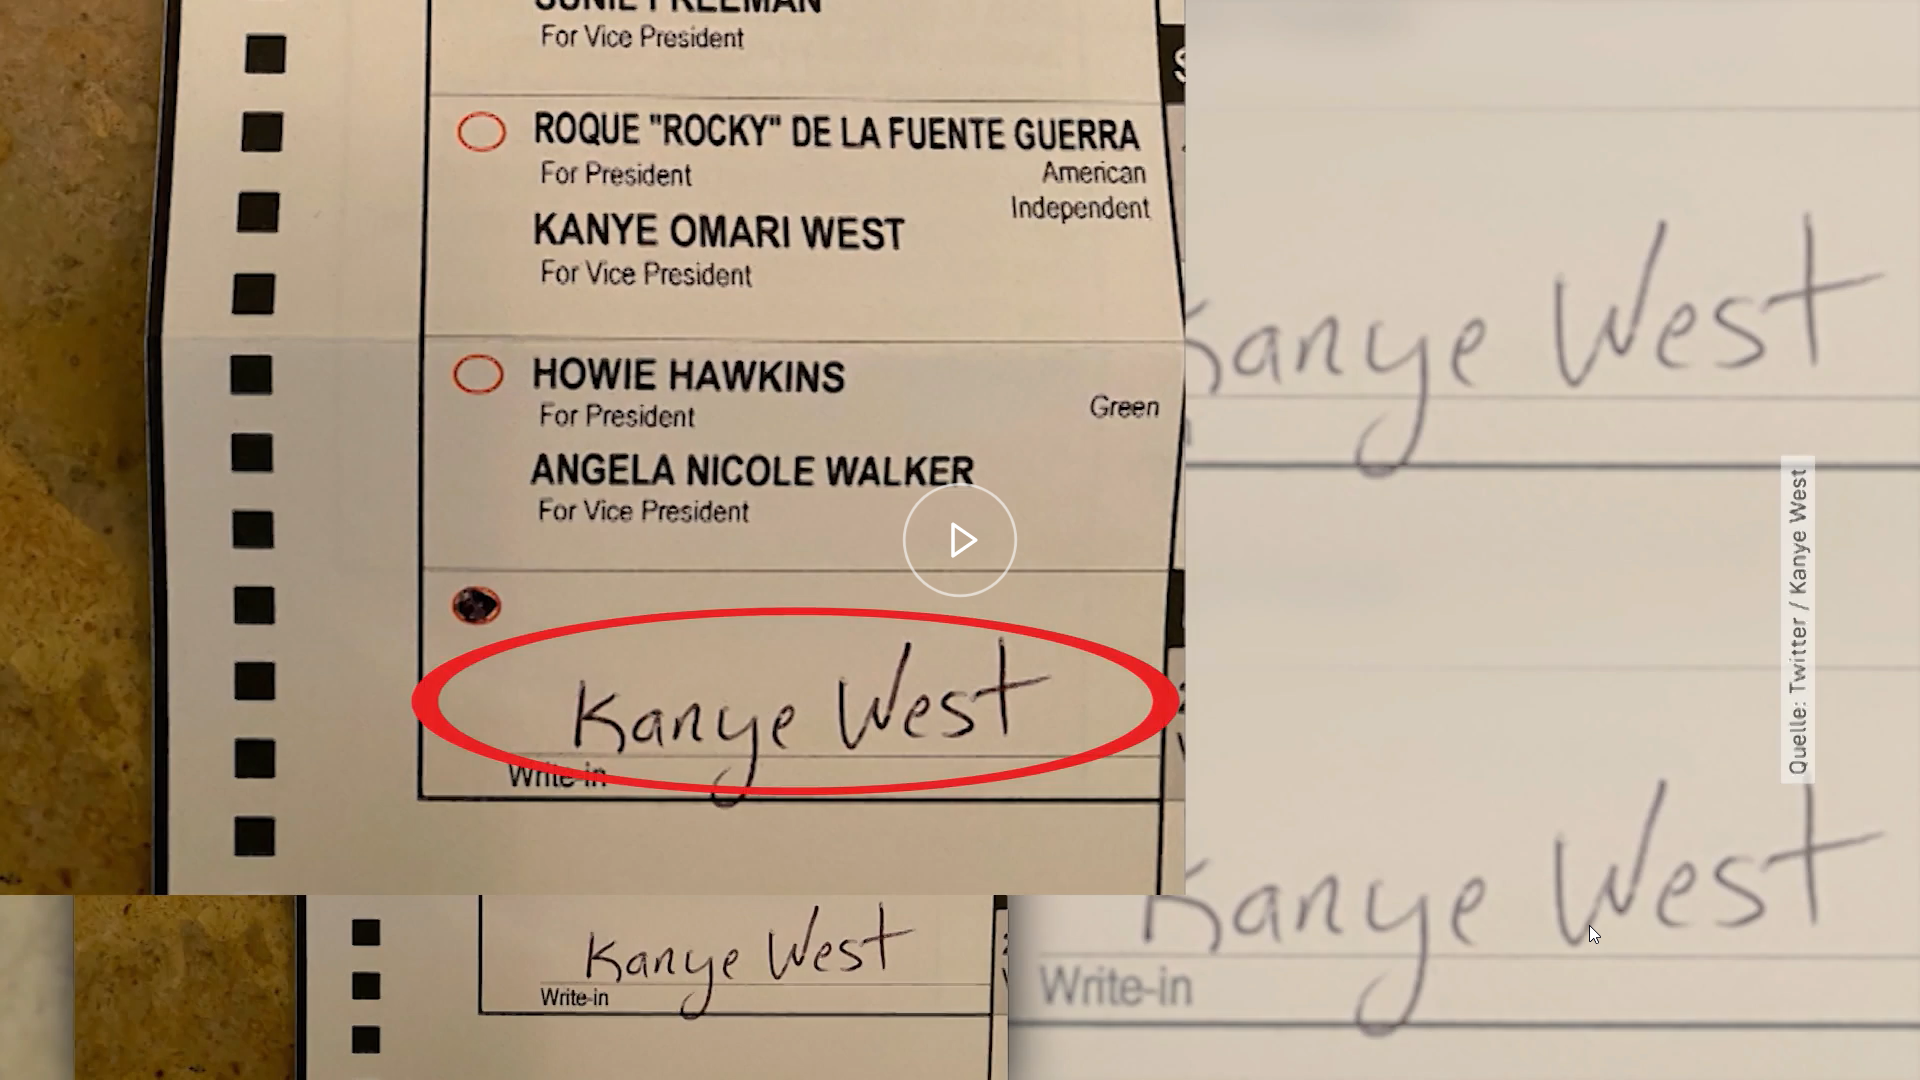 For Vice President
ROQUE "ROCKY" DE LA FUENTE GUERRA
For President
American
Independent
KANYE OMARI WEST
For Vice President
HOWIE HAWKINS
For President
Green
ANGELA NICOLE WALKER
For Vice President
Kanye West
Write-in
Kanye West
Write-in
Kanye West
Kanye West
Write-in
Quelle: Twitter / Kanye West